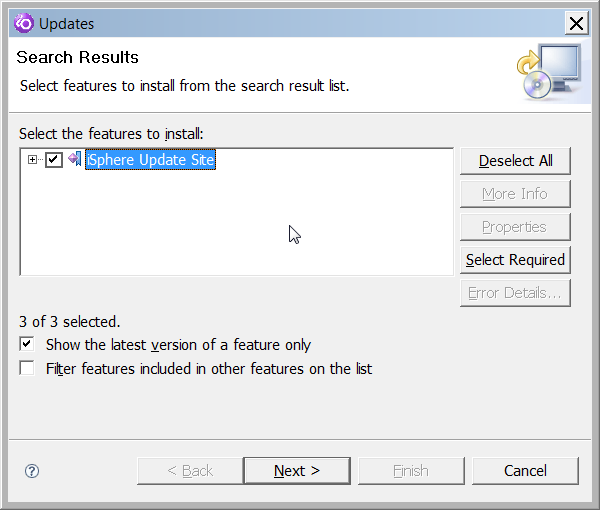 Updates
Search Results
Select features to install from the search result list.
Select the features to install:
iSphere Update Site
Deselect All
More Info
Properties
Select Required
Error Details...
3 of 3 selected.
Show the latest version of a feature only
Filter features included in other features on the list
?
< Back
Next >
Finish
Cancel